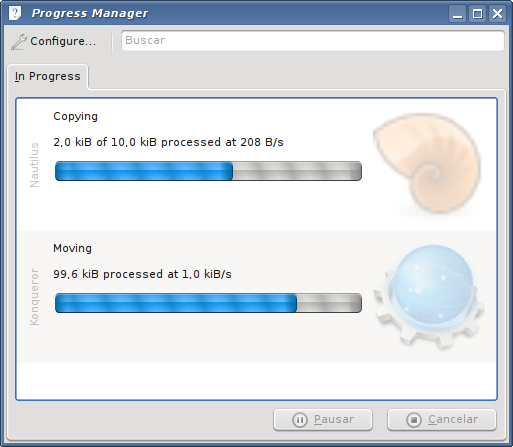 Progress Manager
Configure...
Buscar
In Progress
Copying
2,0 kiB of 10,0 kiB processed at 208 B/s
Nautilus
Moving
99,6 kiB processed at 1,0 kiB/s
Konqueror
Pausar
Cancelar